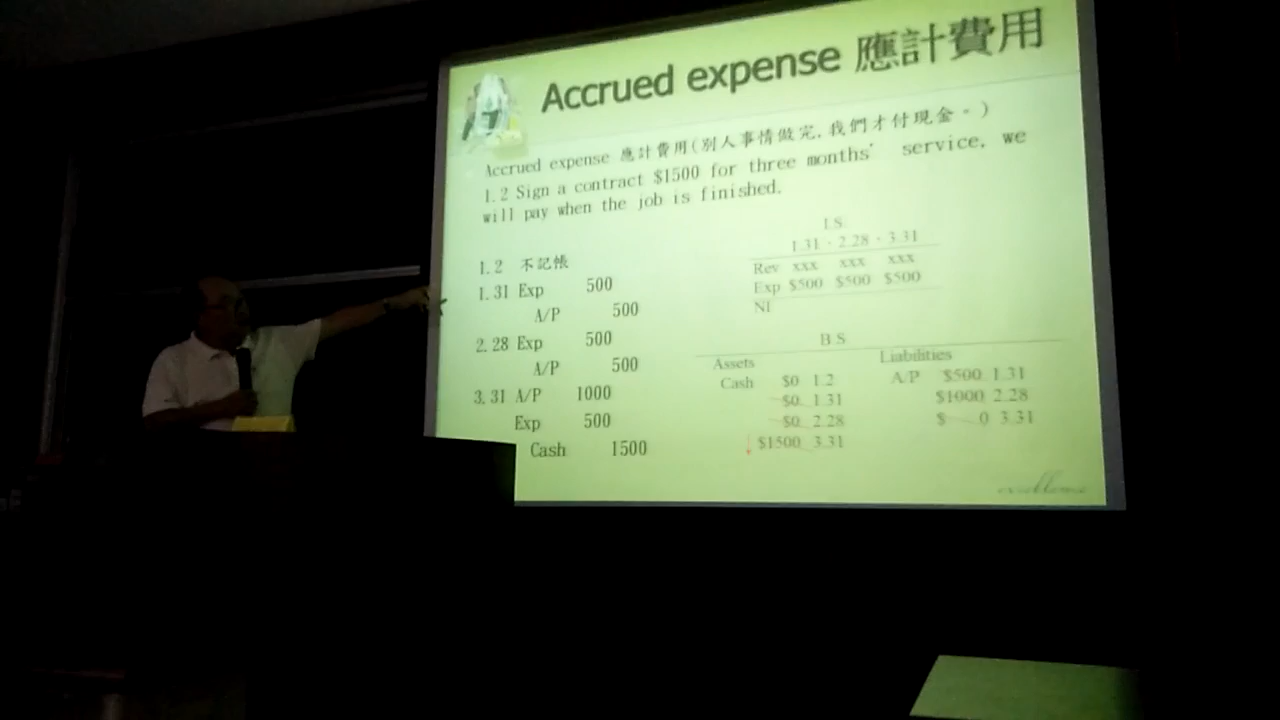 Accrued expense 應計費用
Accrued expense 應計費用(別人事情做完, 我們才付現金。)
1.2 Sign a contract $1500 for three months' service, we
will pay when the job is finished.
1.2 不記帳
1.31 Exp 500
A/P 500
2.28 Exp 500
A/P 500
3.31 A/P 1000
Exp 500
Cash 1500
I.S.
1.31 · 2.28 · 3.31
Rev xxx xxx xxx
Exp $500 $500 $500
NI
B S
Assets Liabilities
Cash $0 1.2 A/P $500 1.31
$0 1.31 $1000 2.28
$0 2.28 $ 0 3.31
↓ $1500 3.31